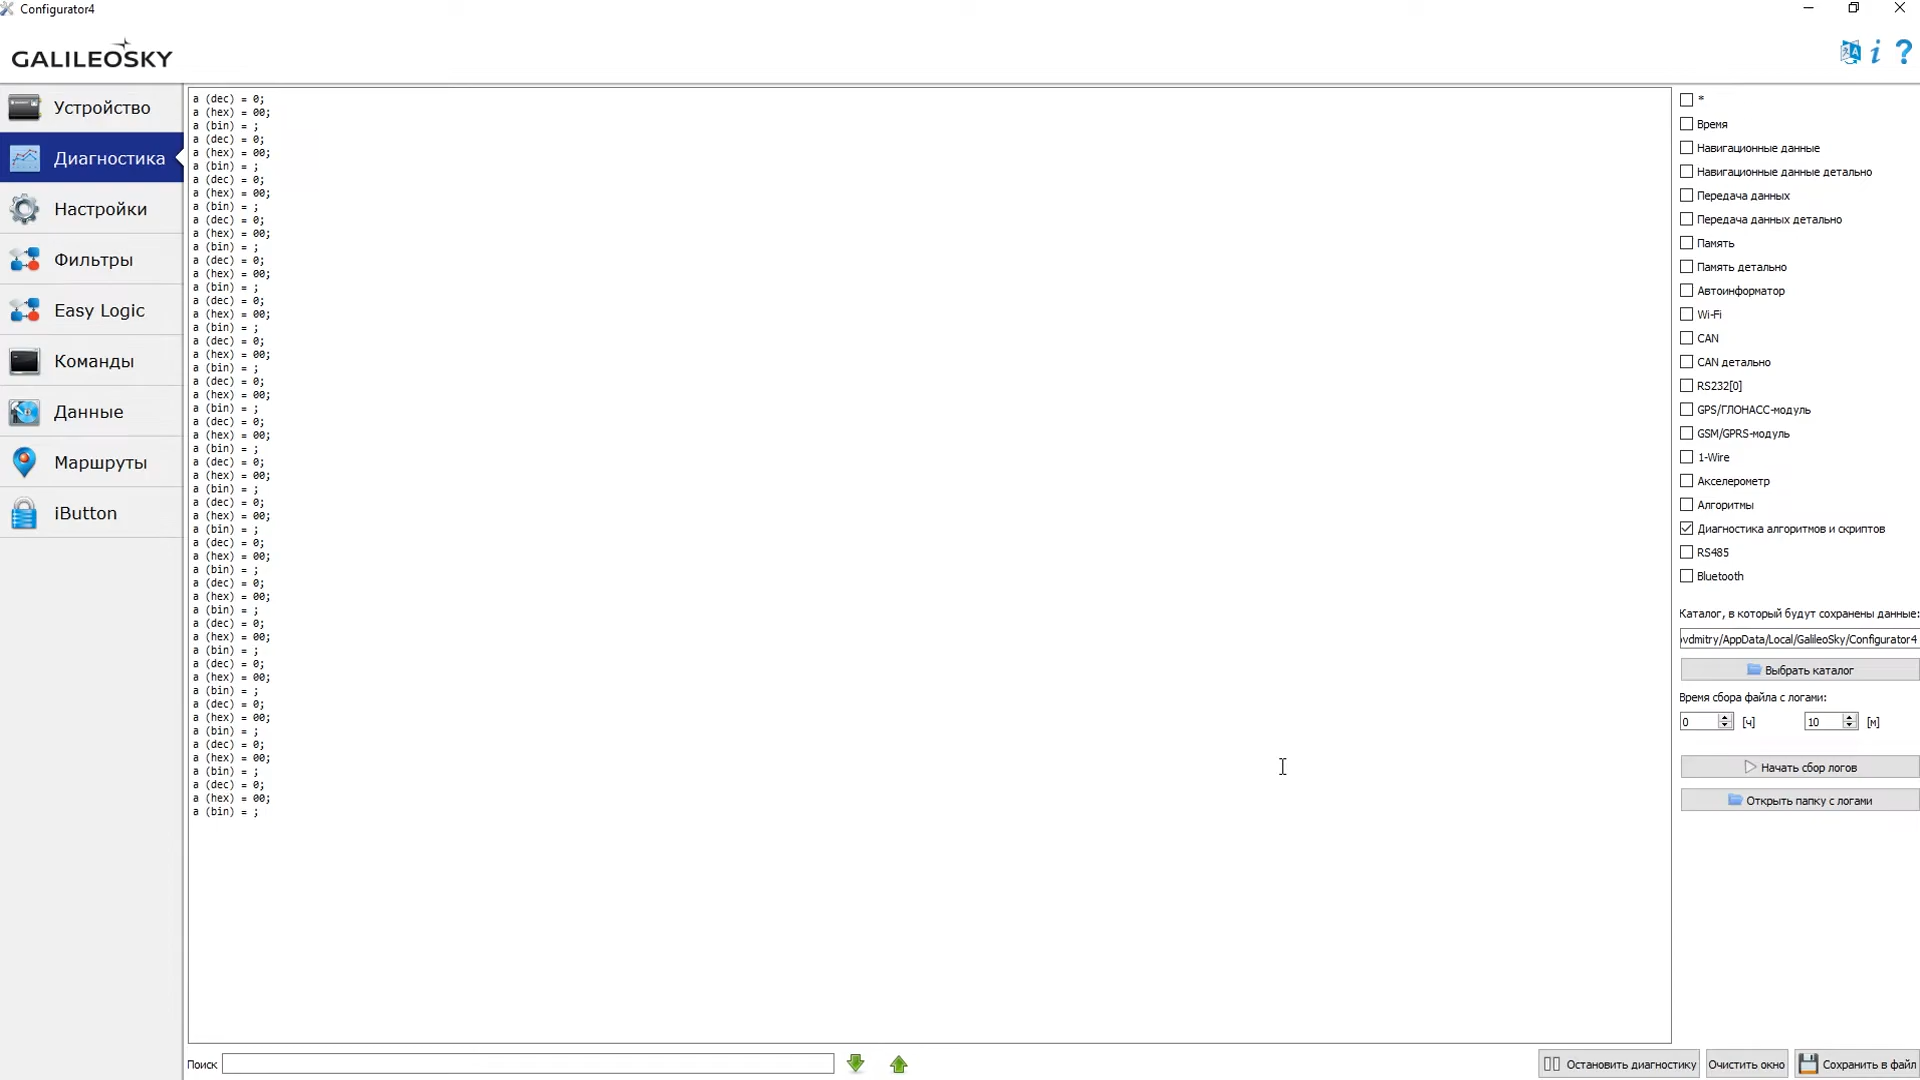 Configurator4
GALILEOSKY
Устройство
Диагностика
Настройки
Фильтры
Easy Logic
Команды
Данные
Маршруты
iButton
a (dec) = 0;
a (hex) = 00;
a (bin) = ;
a (dec) = 0;
a (hex) = 00;
a (bin) = ;
a (dec) = 0;
a (hex) = 00;
a (bin) = ;
a (dec) = 0;
a (hex) = 00;
a (bin) = ;
a (dec) = 0;
a (hex) = 00;
a (bin) = ;
a (dec) = 0;
a (hex) = 00;
a (bin) = ;
a (dec) = 0;
a (hex) = 00;
a (bin) = ;
a (dec) = 0;
a (hex) = 00;
a (bin) = ;
a (dec) = 0;
a (hex) = 00;
a (bin) = ;
a (dec) = 0;
a (hex) = 00;
a (bin) = ;
a (dec) = 0;
a (hex) = 00;
a (bin) = ;
a (dec) = 0;
a (hex) = 00;
a (bin) = ;
a (dec) = 0;
a (hex) = 00;
a (bin) = ;
a (dec) = 0;
a (hex) = 00;
a (bin) = ;
a (dec) = 0;
a (hex) = 00;
a (bin) = ;
a (dec) = 0;
a (hex) = 00;
a (bin) = ;
a (dec) = 0;
a (hex) = 00;
a (bin) = ;
a (dec) = 0;
a (hex) = 00;
a (bin) = ;
*
Время
Навигационные данные
Навигационные данные детально
Передача данных
Передача данных детально
Память
Память детально
Автоинформатор
Wi-Fi
CAN
CAN детально
RS232[0]
GPS/ГЛОНАСС-модуль
GSM/GPRS-модуль
1-Wire
Акселерометр
Алгоритмы
Диагностика алгоритмов и скриптов
RS485
Bluetooth
Каталог, в который будут сохранены данные:
vdmitry/AppData/Local/GalileoSky/Configurator4
Выбрать каталог
Время сбора файла с логами:
0 [ч] 10 [м]
Начать сбор логов
Открыть папку с логами
Поиск
Остановить диагностику
Очистить окно
Сохранить в файл